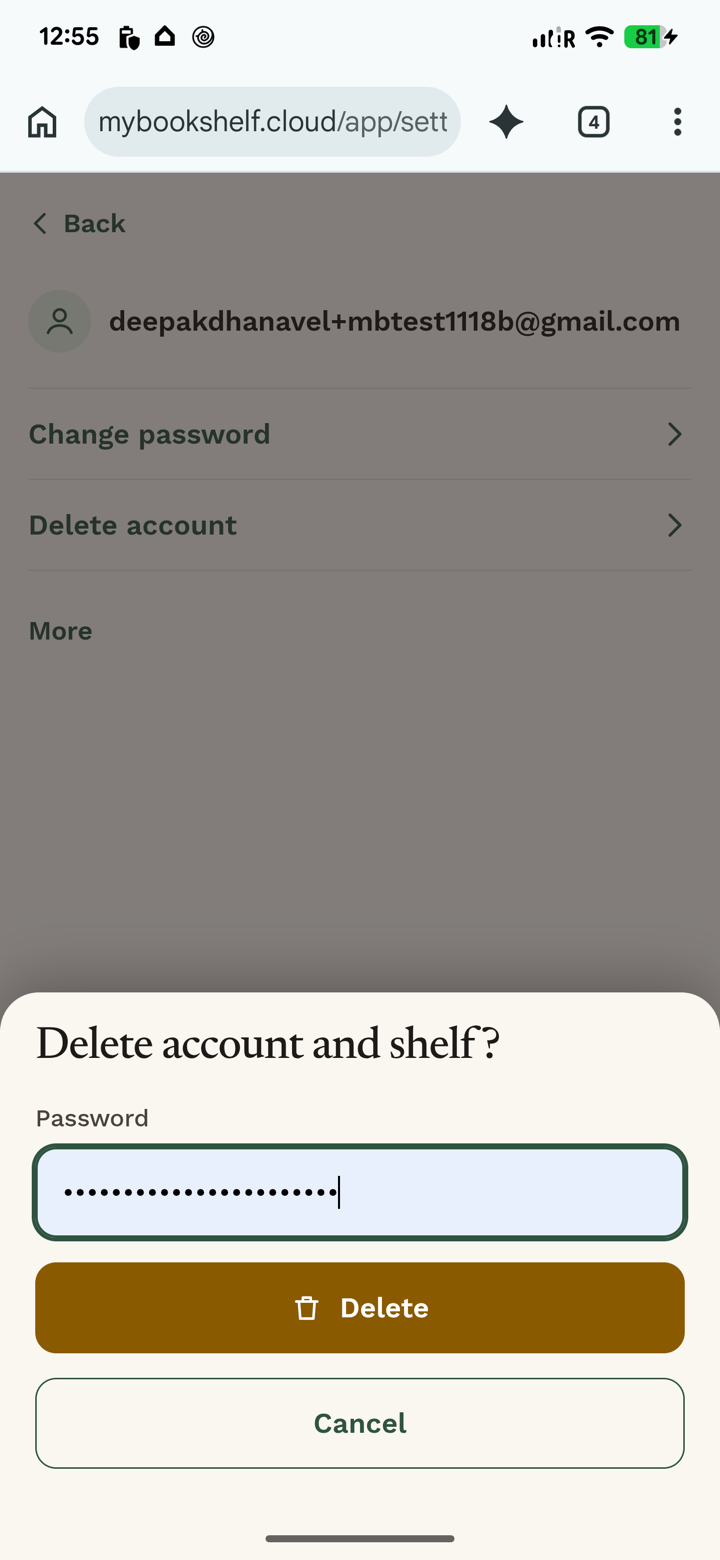 12:55
81
mybookshelf.cloud/app/sett
4
Back
deepakdhanavel+mbtest1118b@gmail.com
Change password
Delete account
More
Delete account and shelf?
Password
•••••••••••••••••••••••
Delete
Cancel